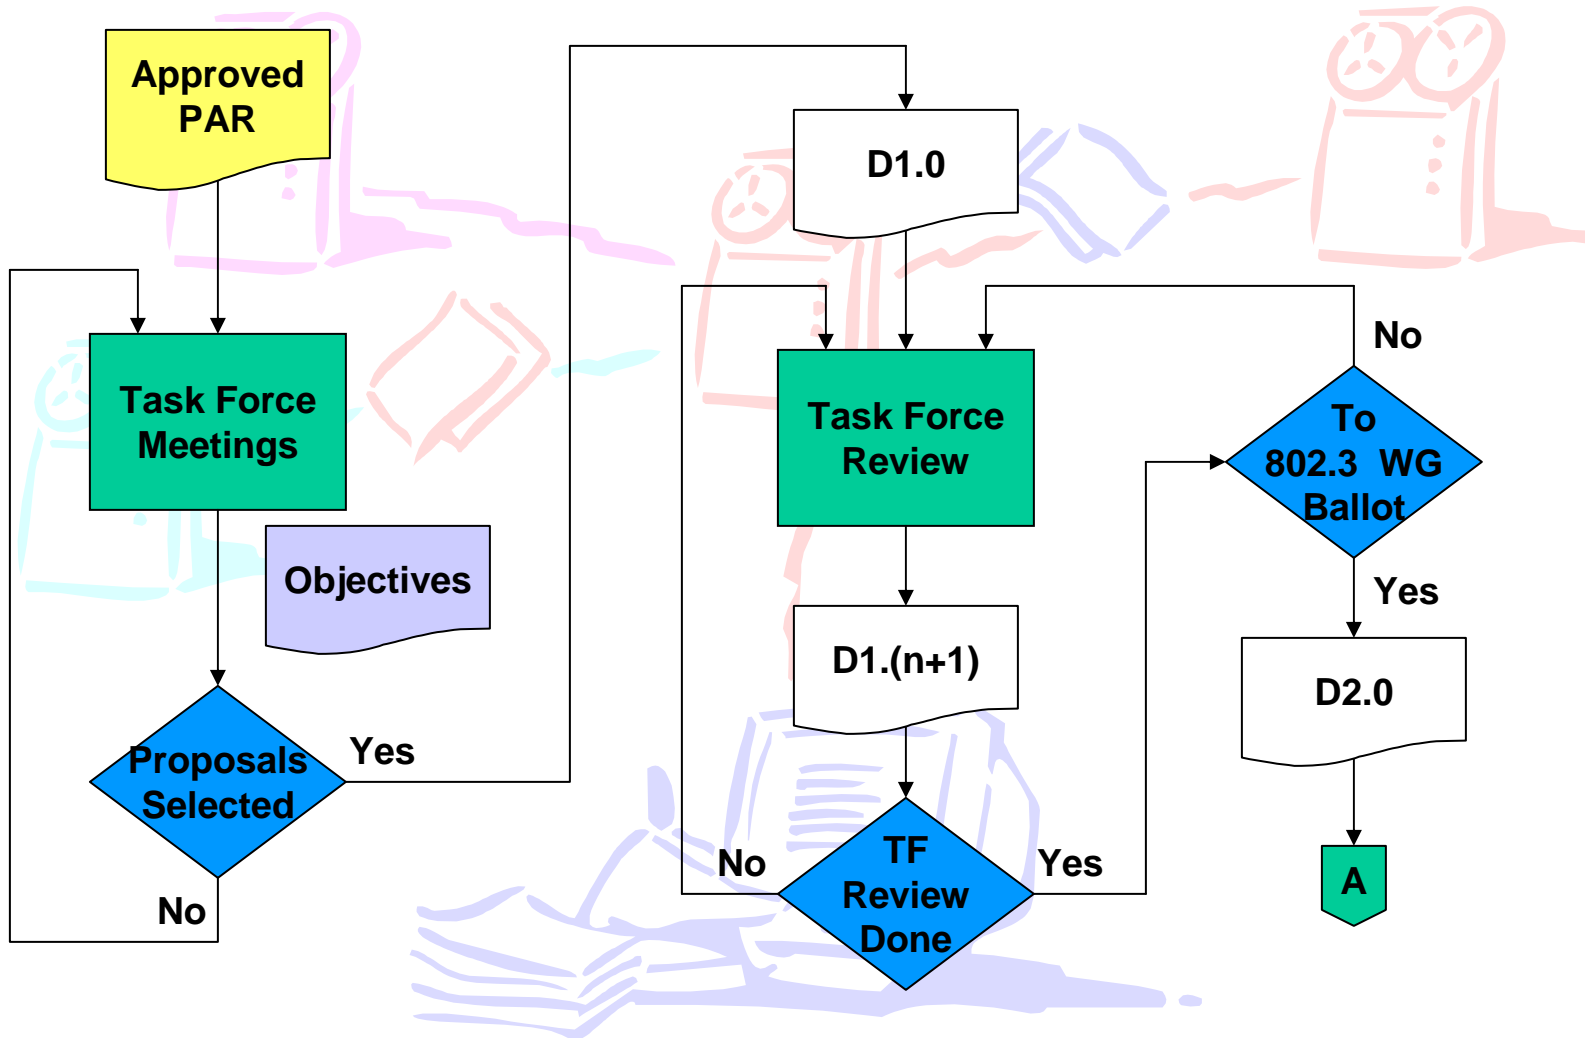 Approved
PAR
Task Force
Meetings
Objectives
Proposals
Selected
Yes
No
D1.0
Task Force
Review
D1.(n+1)
TF
Review
Done
No
Yes
To
802.3  WG
Ballot
No
Yes
D2.0
A